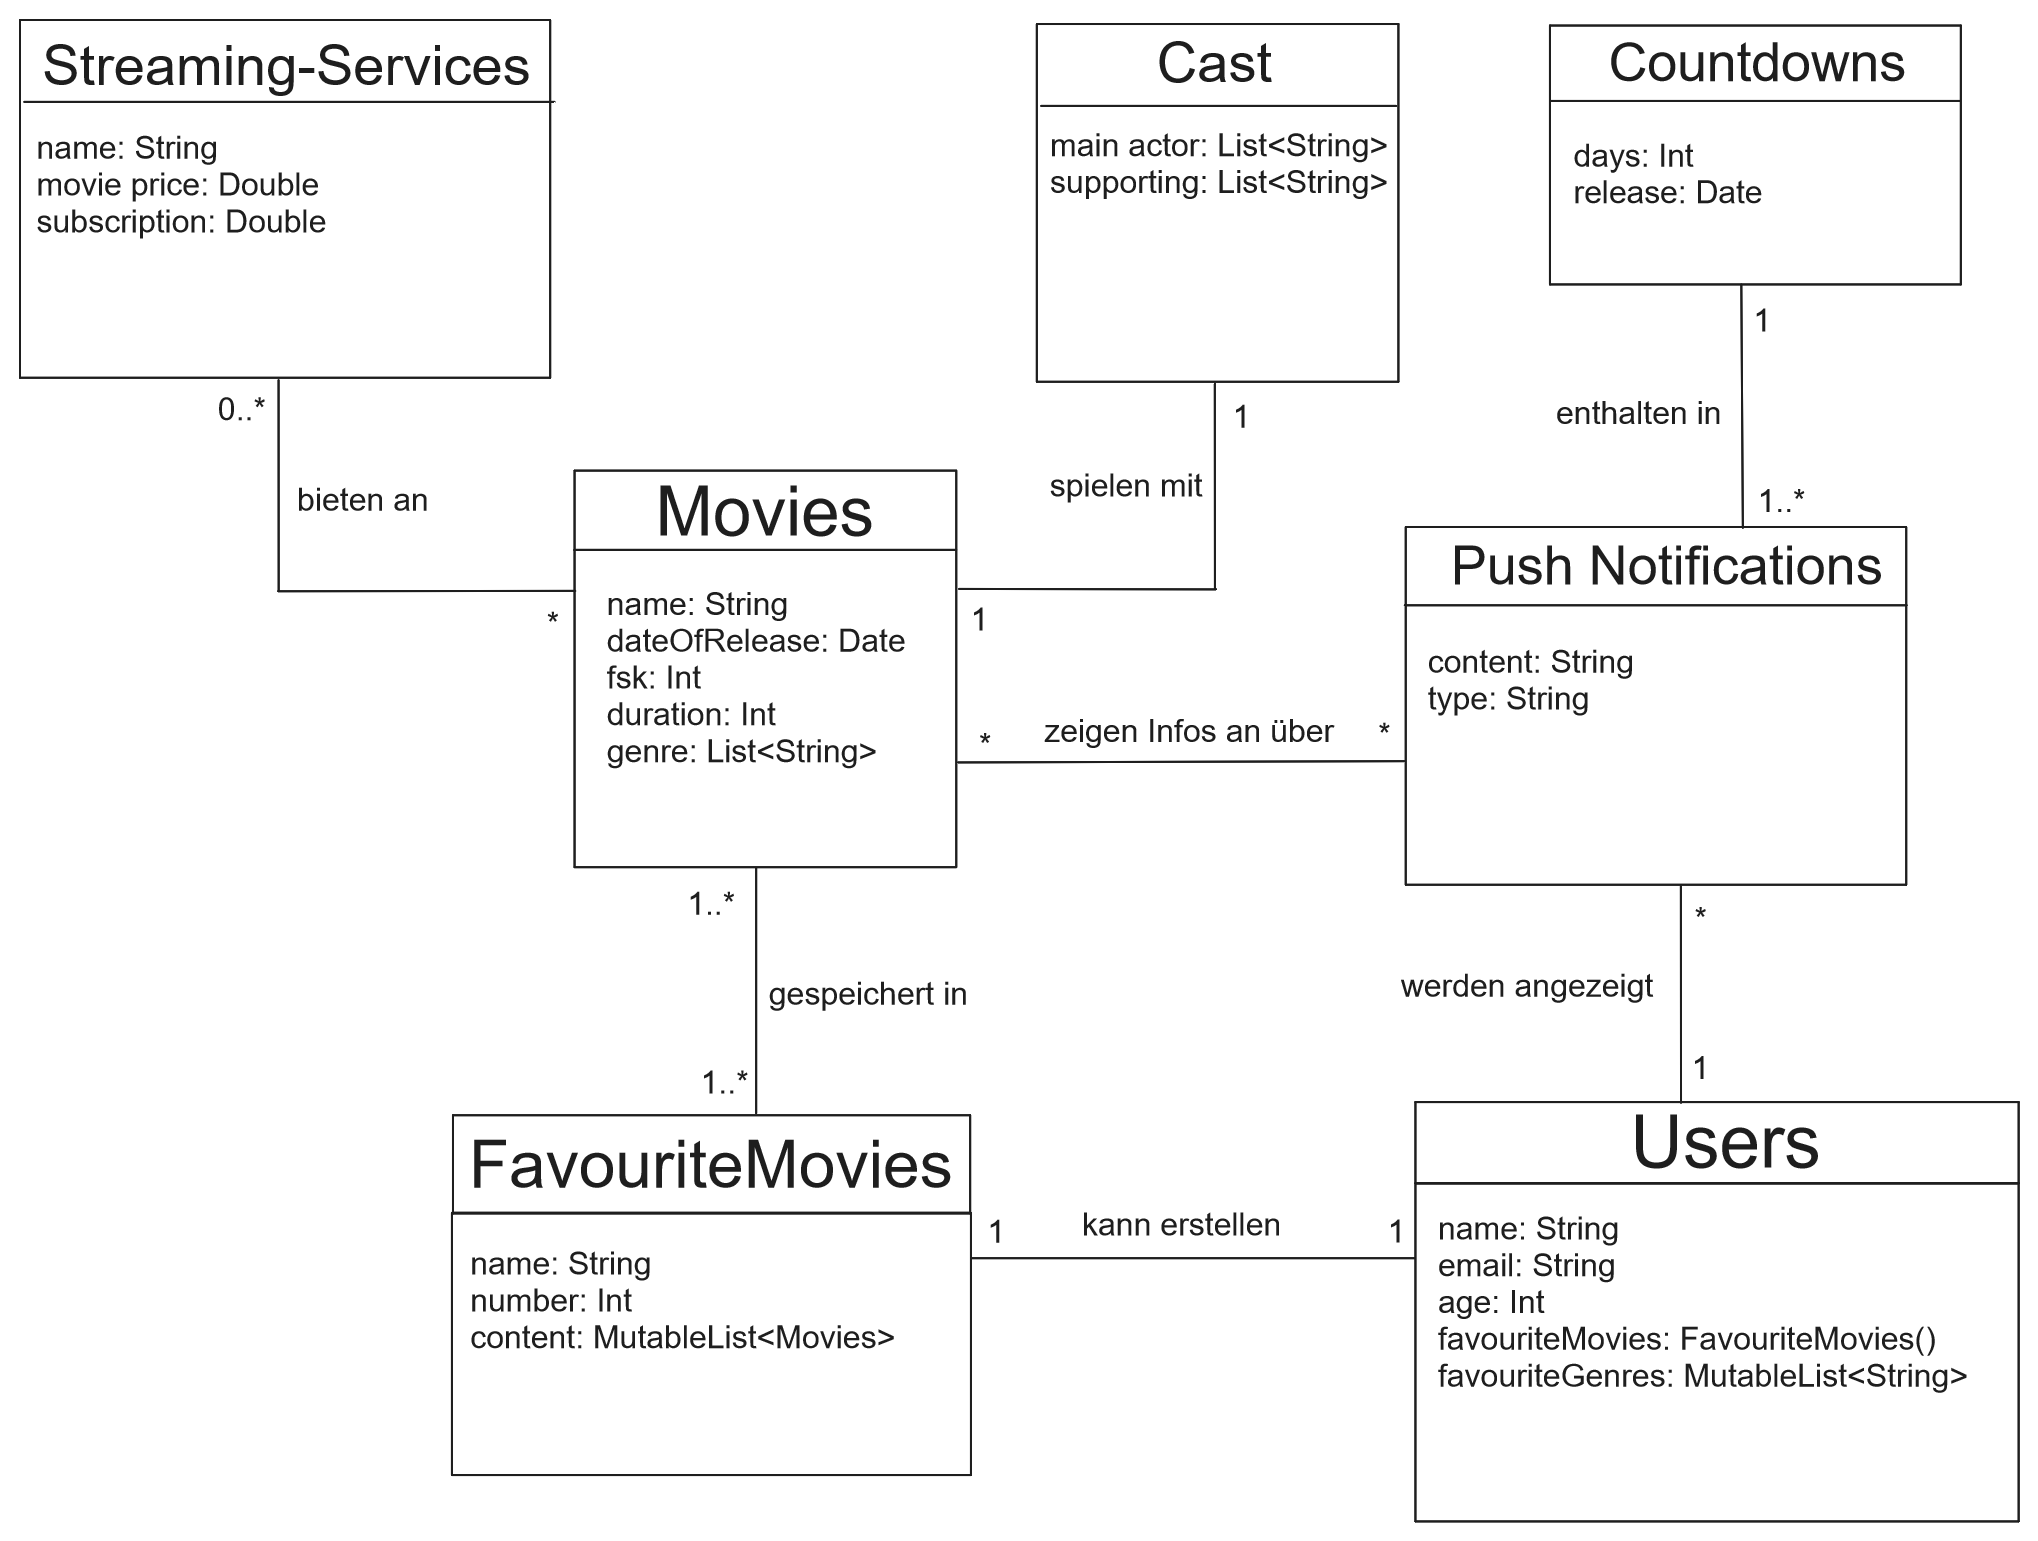 Streaming-Services
name: String
movie price: Double
subscription: Double
0..*
bieten an
*
Cast
main actor: List<String>
supporting: List<String>
1
spielen mit
1
Countdowns
days: Int
release: Date
1
enthalten in
1..*
Movies
name: String
dateOfRelease: Date
fsk: Int
duration: Int
genre: List<String>
* zeigen Infos an über *
Push Notifications
content: String
type: String
1..*
gespeichert in
1..*
*
werden angezeigt
1
FavouriteMovies
name: String
number: Int
content: MutableList<Movies>
1 kann erstellen 1
Users
name: String
email: String
age: Int
favouriteMovies: FavouriteMovies()
favouriteGenres: MutableList<String>